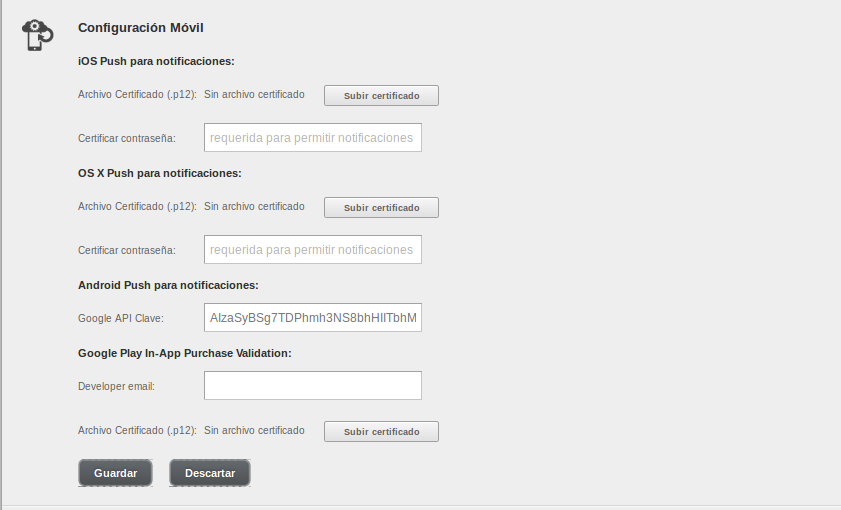 Configuración Móvil
iOS Push para notificaciones:
Archivo Certificado (.p12): Sin archivo certificado Subir certificado
Certificar contraseña: requerida para permitir notificaciones
OS X Push para notificaciones:
Archivo Certificado (.p12): Sin archivo certificado Subir certificado
Certificar contraseña: requerida para permitir notificaciones
Android Push para notificaciones:
Google API Clave: AIzaSyBSg7TDPhmh3NS8bhHIlTbhM
Google Play In-App Purchase Validation:
Developer email:
Archivo Certificado (.p12): Sin archivo certificado Subir certificado
Guardar Descartar